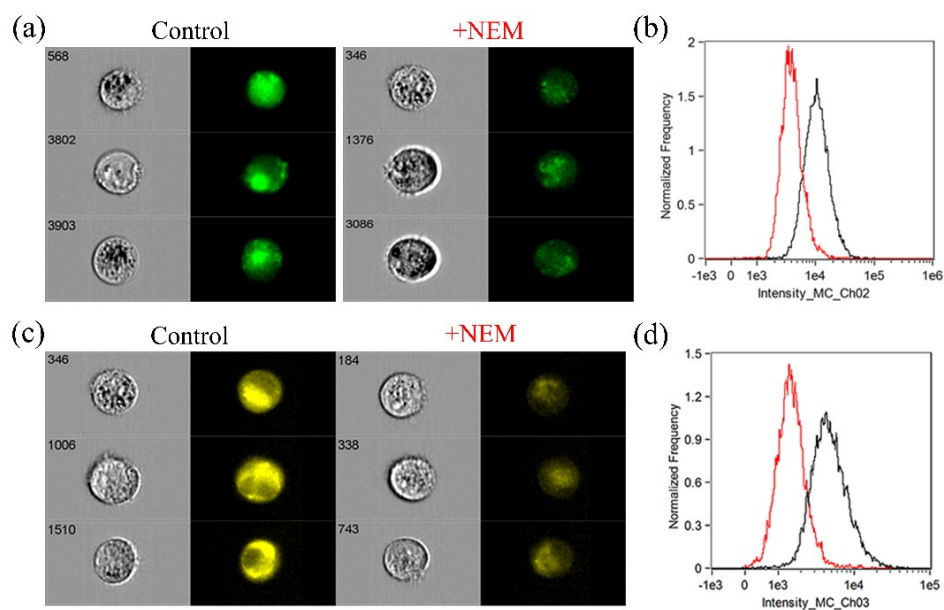 (a)
Control
+NEM
568
346
3802
1376
3903
3086
(b)
Normalized Frequency
2
1.5
1
0.5
0
-1e3 0 1e3 1e4 1e5 1e6
Intensity_MC_Ch02
(c)
Control
+NEM
346
184
1006
338
1510
743
(d)
Normalized Frequency
1.5
1.2
0.9
0.6
0.3
0
-1e3 0 1e3 1e4 1e5
Intensity_MC_Ch03